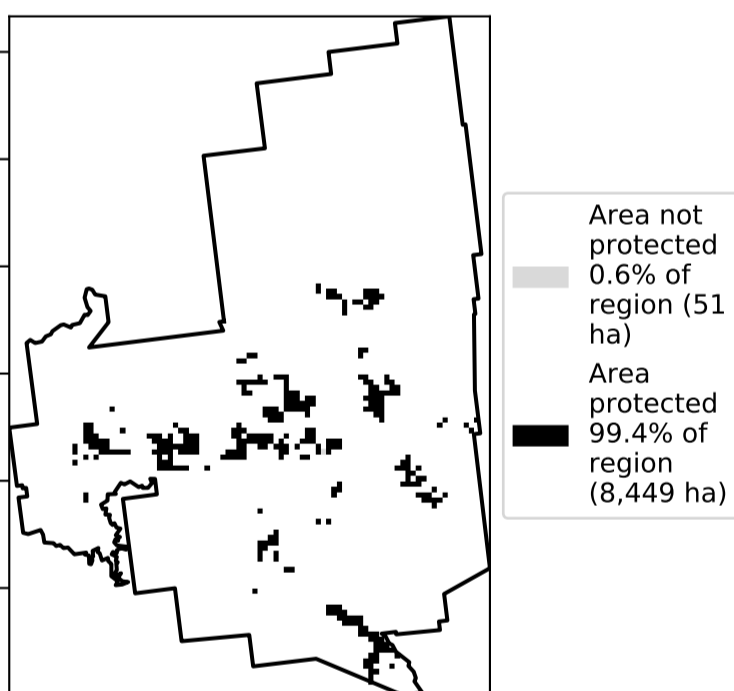 Area not
protected
0.6% of
region (51
ha)
Area
protected
99.4% of
region
(8,449 ha)